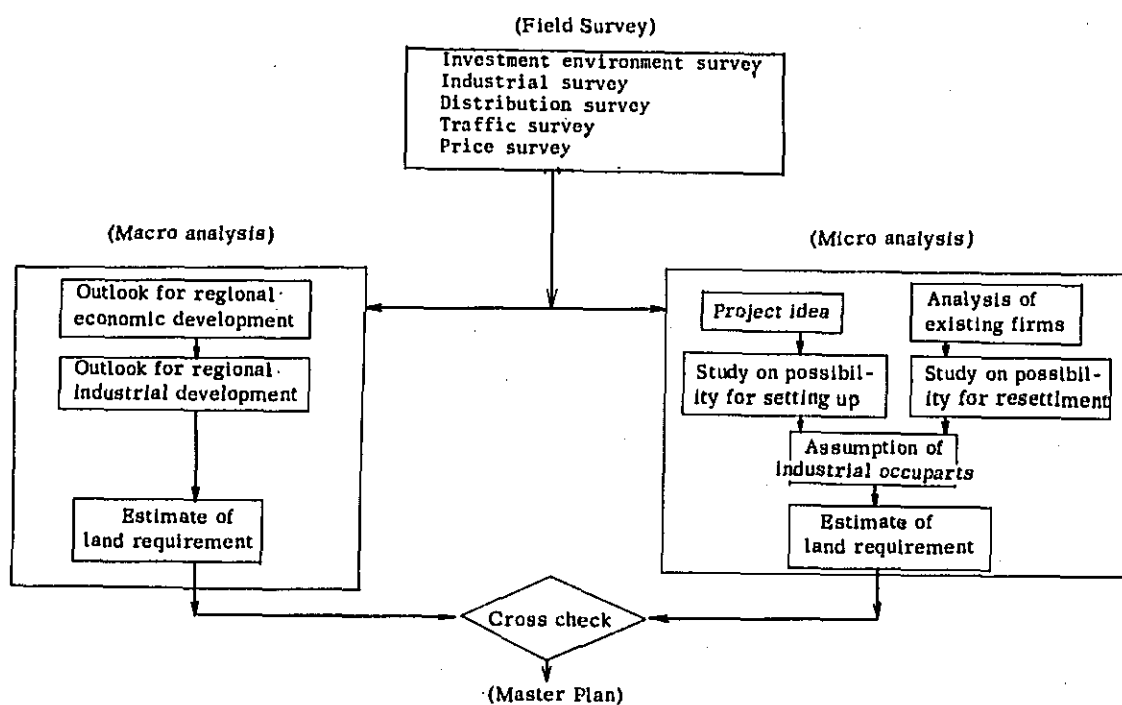 (Field Survey)
Investment environment survey
Industrial survey
Distribution survey
Traffic survey
Price survey
(Macro analysis)
Outlook for regional
economic development
Outlook for regional
industrial development
Estimate of
land requirement
(Micro analysis)
Project idea
Analysis of
existing firms
Study on possibil-
ity for setting up
Study on possibil-
ity for resettlment
Assumption of
industrial occuparts
Estimate of
land requirement
Cross check
(Master Plan)